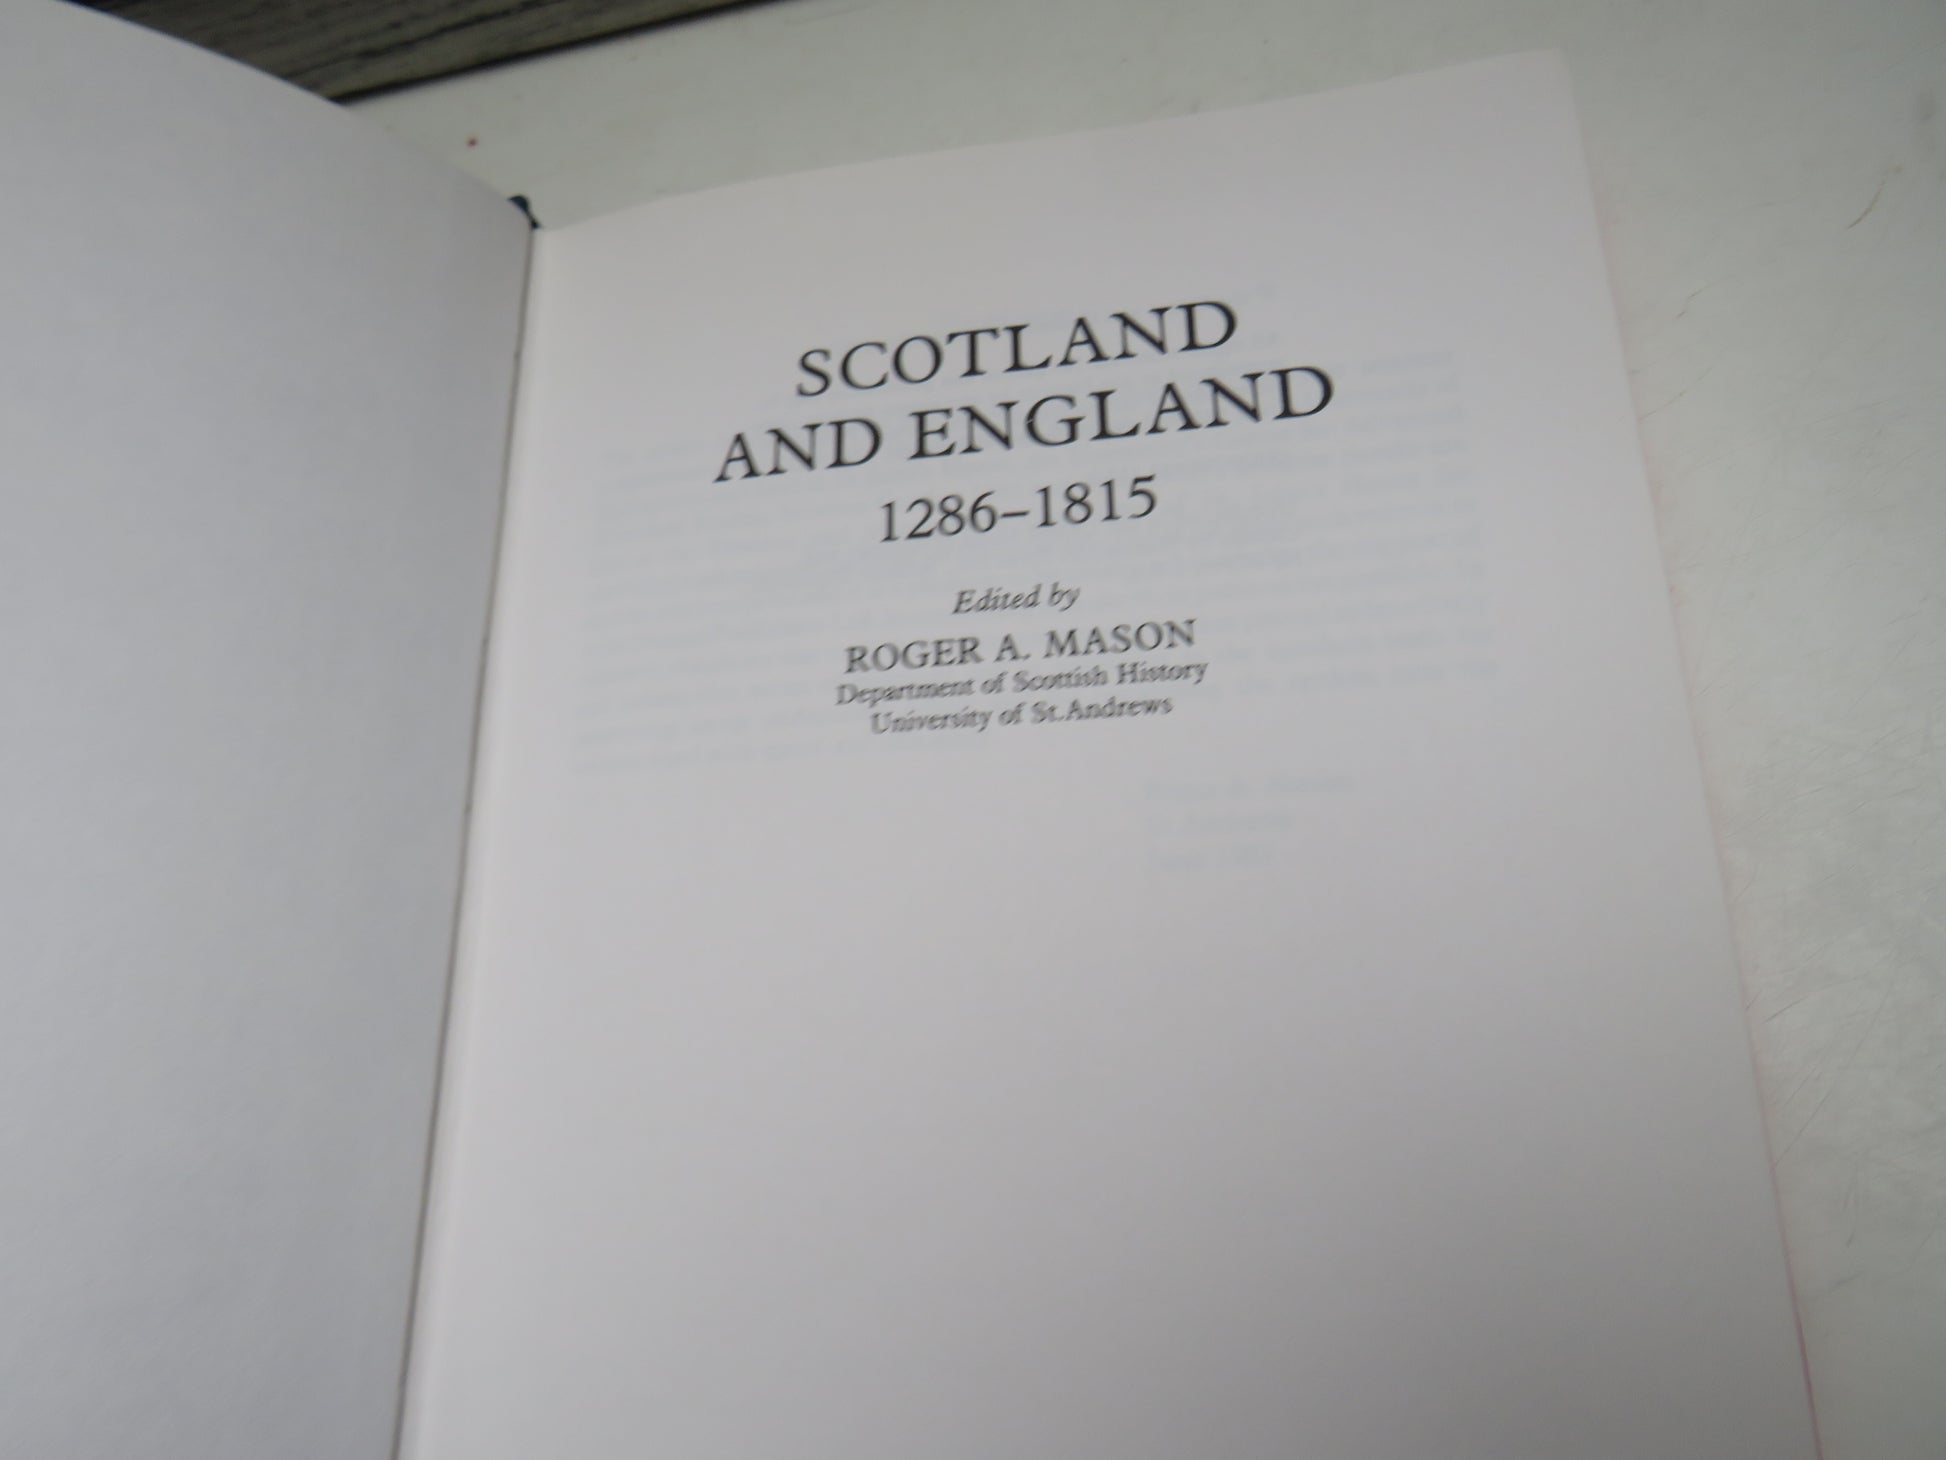 SCOTLAND
AND ENGLAND
1286–1815
Edited by
ROGER A. MASON
Department of Scottish History
University of St.Andrews